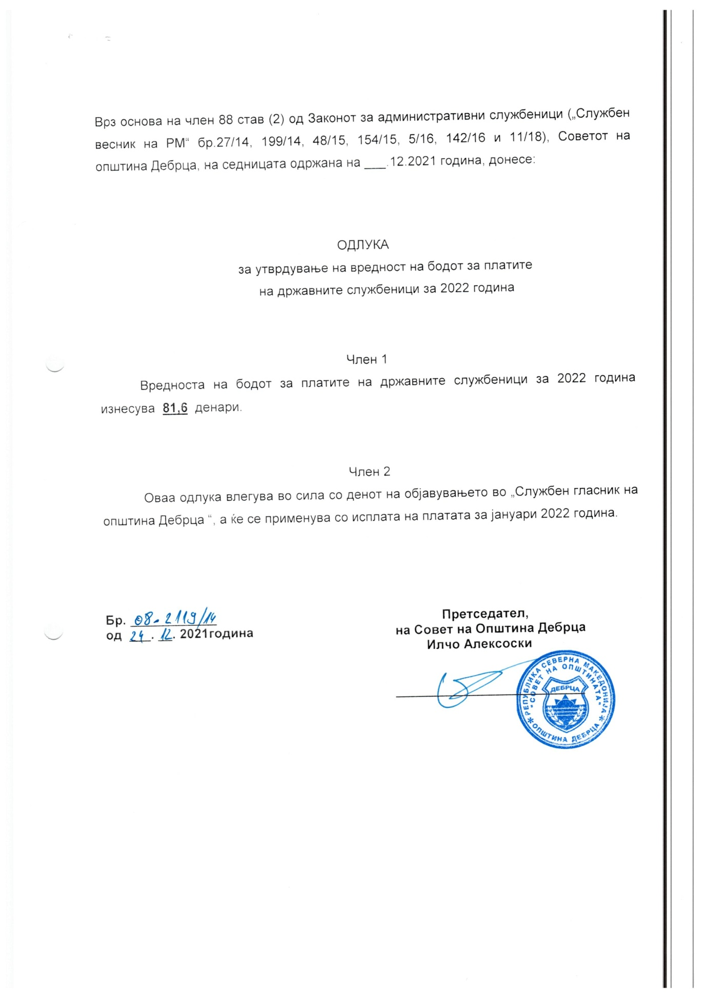 Врз основа на член 88 став (2) од Законот за административни службеници („Службен
весник на РМ“ бр.27/14, 199/14, 48/15, 154/15, 5/16, 142/16 и 11/18), Советот на
општина Дебрца, на седницата одржана на ___.12.2021 година, донесе:
ОДЛУКА
за утврдување на вредност на бодот за платите
на државните службеници за 2022 година
Член 1
Вредноста на бодот за платите на државните службеници за 2022 година
изнесува 81,6 денари.
Член 2
Оваа одлука влегува во сила со денот на објавувањето во „Службен гласник на
општина Дебрца “, а ќе се применува со исплата на платата за јануари 2022 година.
Бр. 08-2119/14
од 24. 12. 2021година
Претседател,
на Совет на Општина Дебрца
Илчо Алексоски
РЕПУБЛИКА СЕВЕРНА МАКЕДОНИЈА
"СОВЕТ НА ОПШТИНАТА"
ДЕБРЦА
* ОПШТИНА ДЕБРЦА *